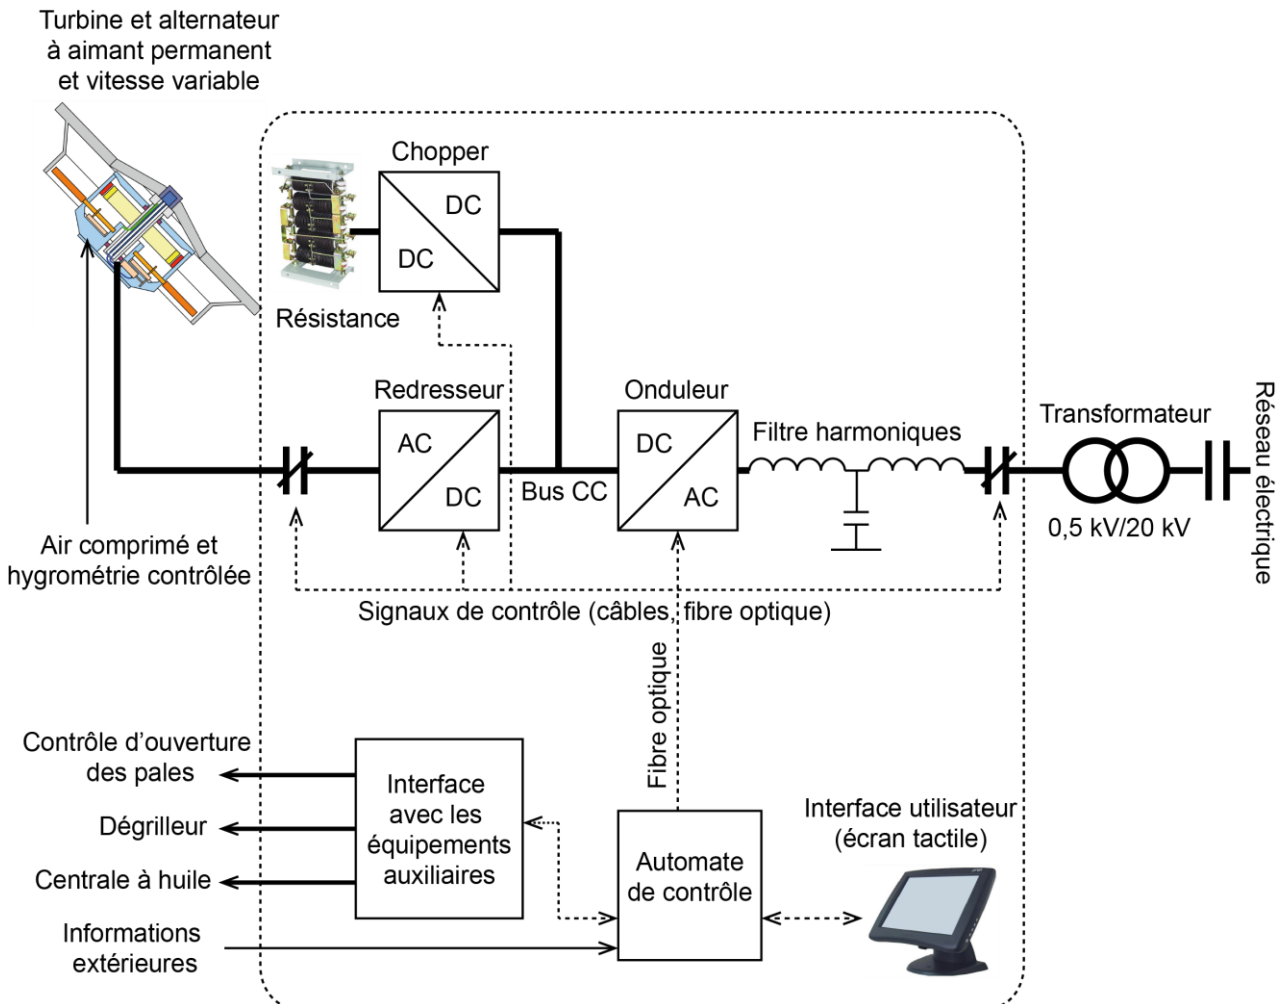 Turbine et alternateur
à aimant permanent
et vitesse variable
Chopper
DC
DC
Résistance
Redresseur
AC
DC
Bus CC
Onduleur
DC
AC
Filtre harmoniques
Transformateur
0,5 kV/20 kV
Réseau électrique
Air comprimé et
hygrométrie contrôlée
Signaux de contrôle (câbles, fibre optique)
Fibre optique
Contrôle d’ouverture
des pales
Dégrilleur
Centrale à huile
Informations
extérieures
Interface
avec les
équipements
auxiliaires
Automate
de contrôle
Interface utilisateur
(écran tactile)